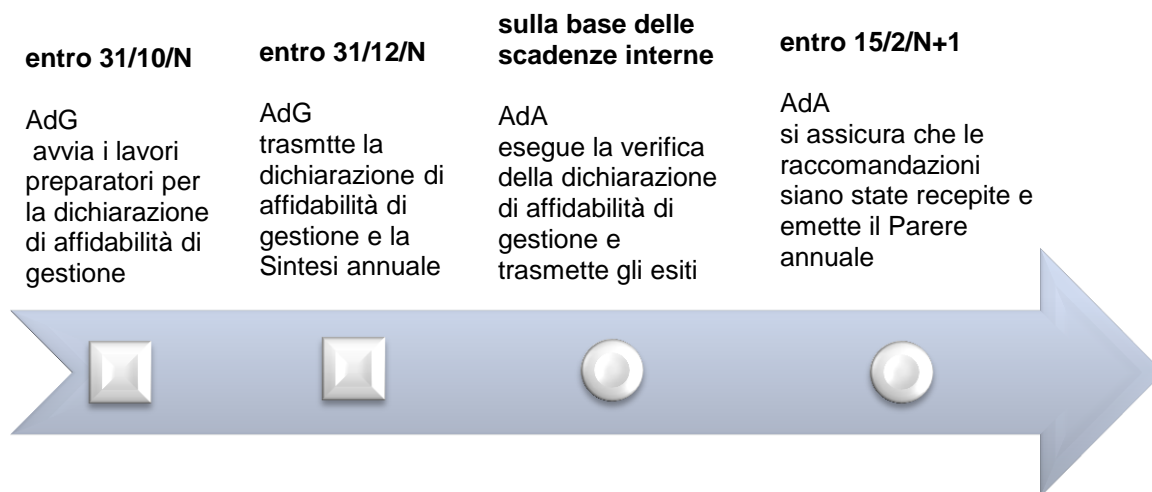 entro 31/10/N
AdG
avvia i lavori
preparatori per
la dichiarazione
di affidabilità di
gestione
entro 31/12/N
AdG
trasmtte la
dichiarazione di
affidabilità di
gestione e la
Sintesi annuale
sulla base delle
scadenze interne
AdA
esegue la verifica
della dichiarazione
di affidabilità di
gestione e
trasmette gli esiti
entro 15/2/N+1
AdA
si assicura che le
raccomandazioni
siano state recepite e
emette il Parere
annuale